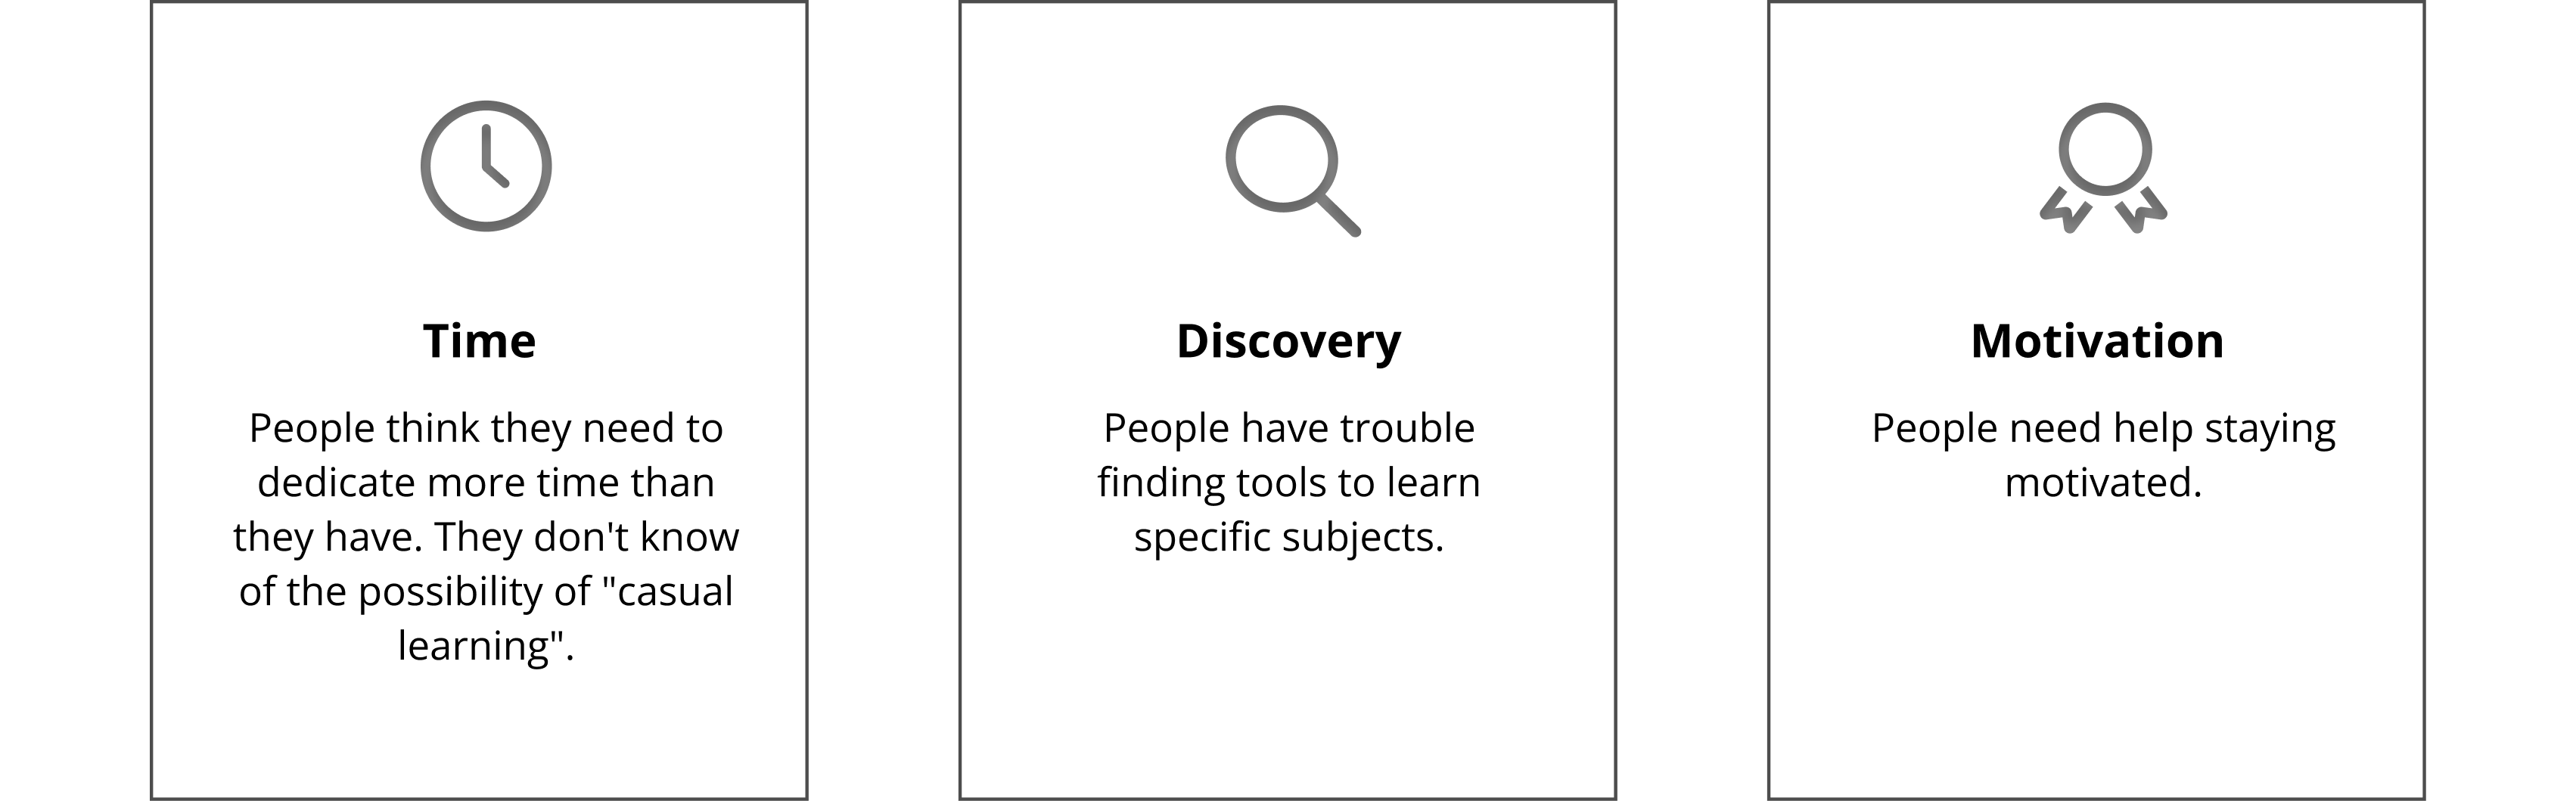 Time
People think they need to
dedicate more time than
they have. They don't know
of the possibility of "casual
learning".
Discovery
People have trouble
finding tools to learn
specific subjects.
Motivation
People need help staying
motivated.